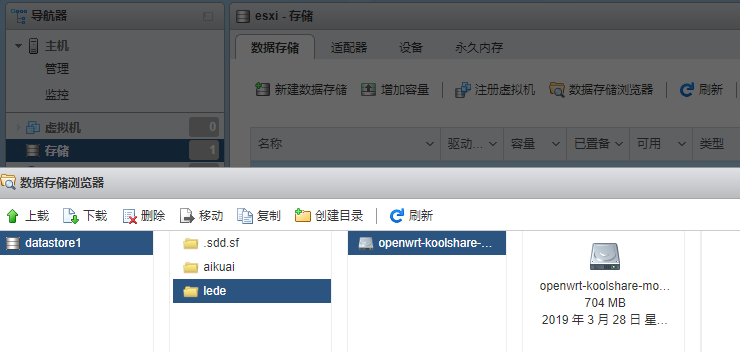 导航器
主机
管理
监控
虚拟机 0
存储 1
esxi - 存储
数据存储 适配器 设备 永久内存
新建数据存储 增加容量 注册虚拟机 数据存储浏览器 刷新
名称 驱动... 容量 已置备 可用 类型
数据存储浏览器
上载 下载 删除 移动 复制 创建目录 刷新
datastore1
.sdd.sf
aikuai
lede
openwrt-koolshare-...
openwrt-koolshare-mo...
704 MB
2019 年 3 月 28 日 星...